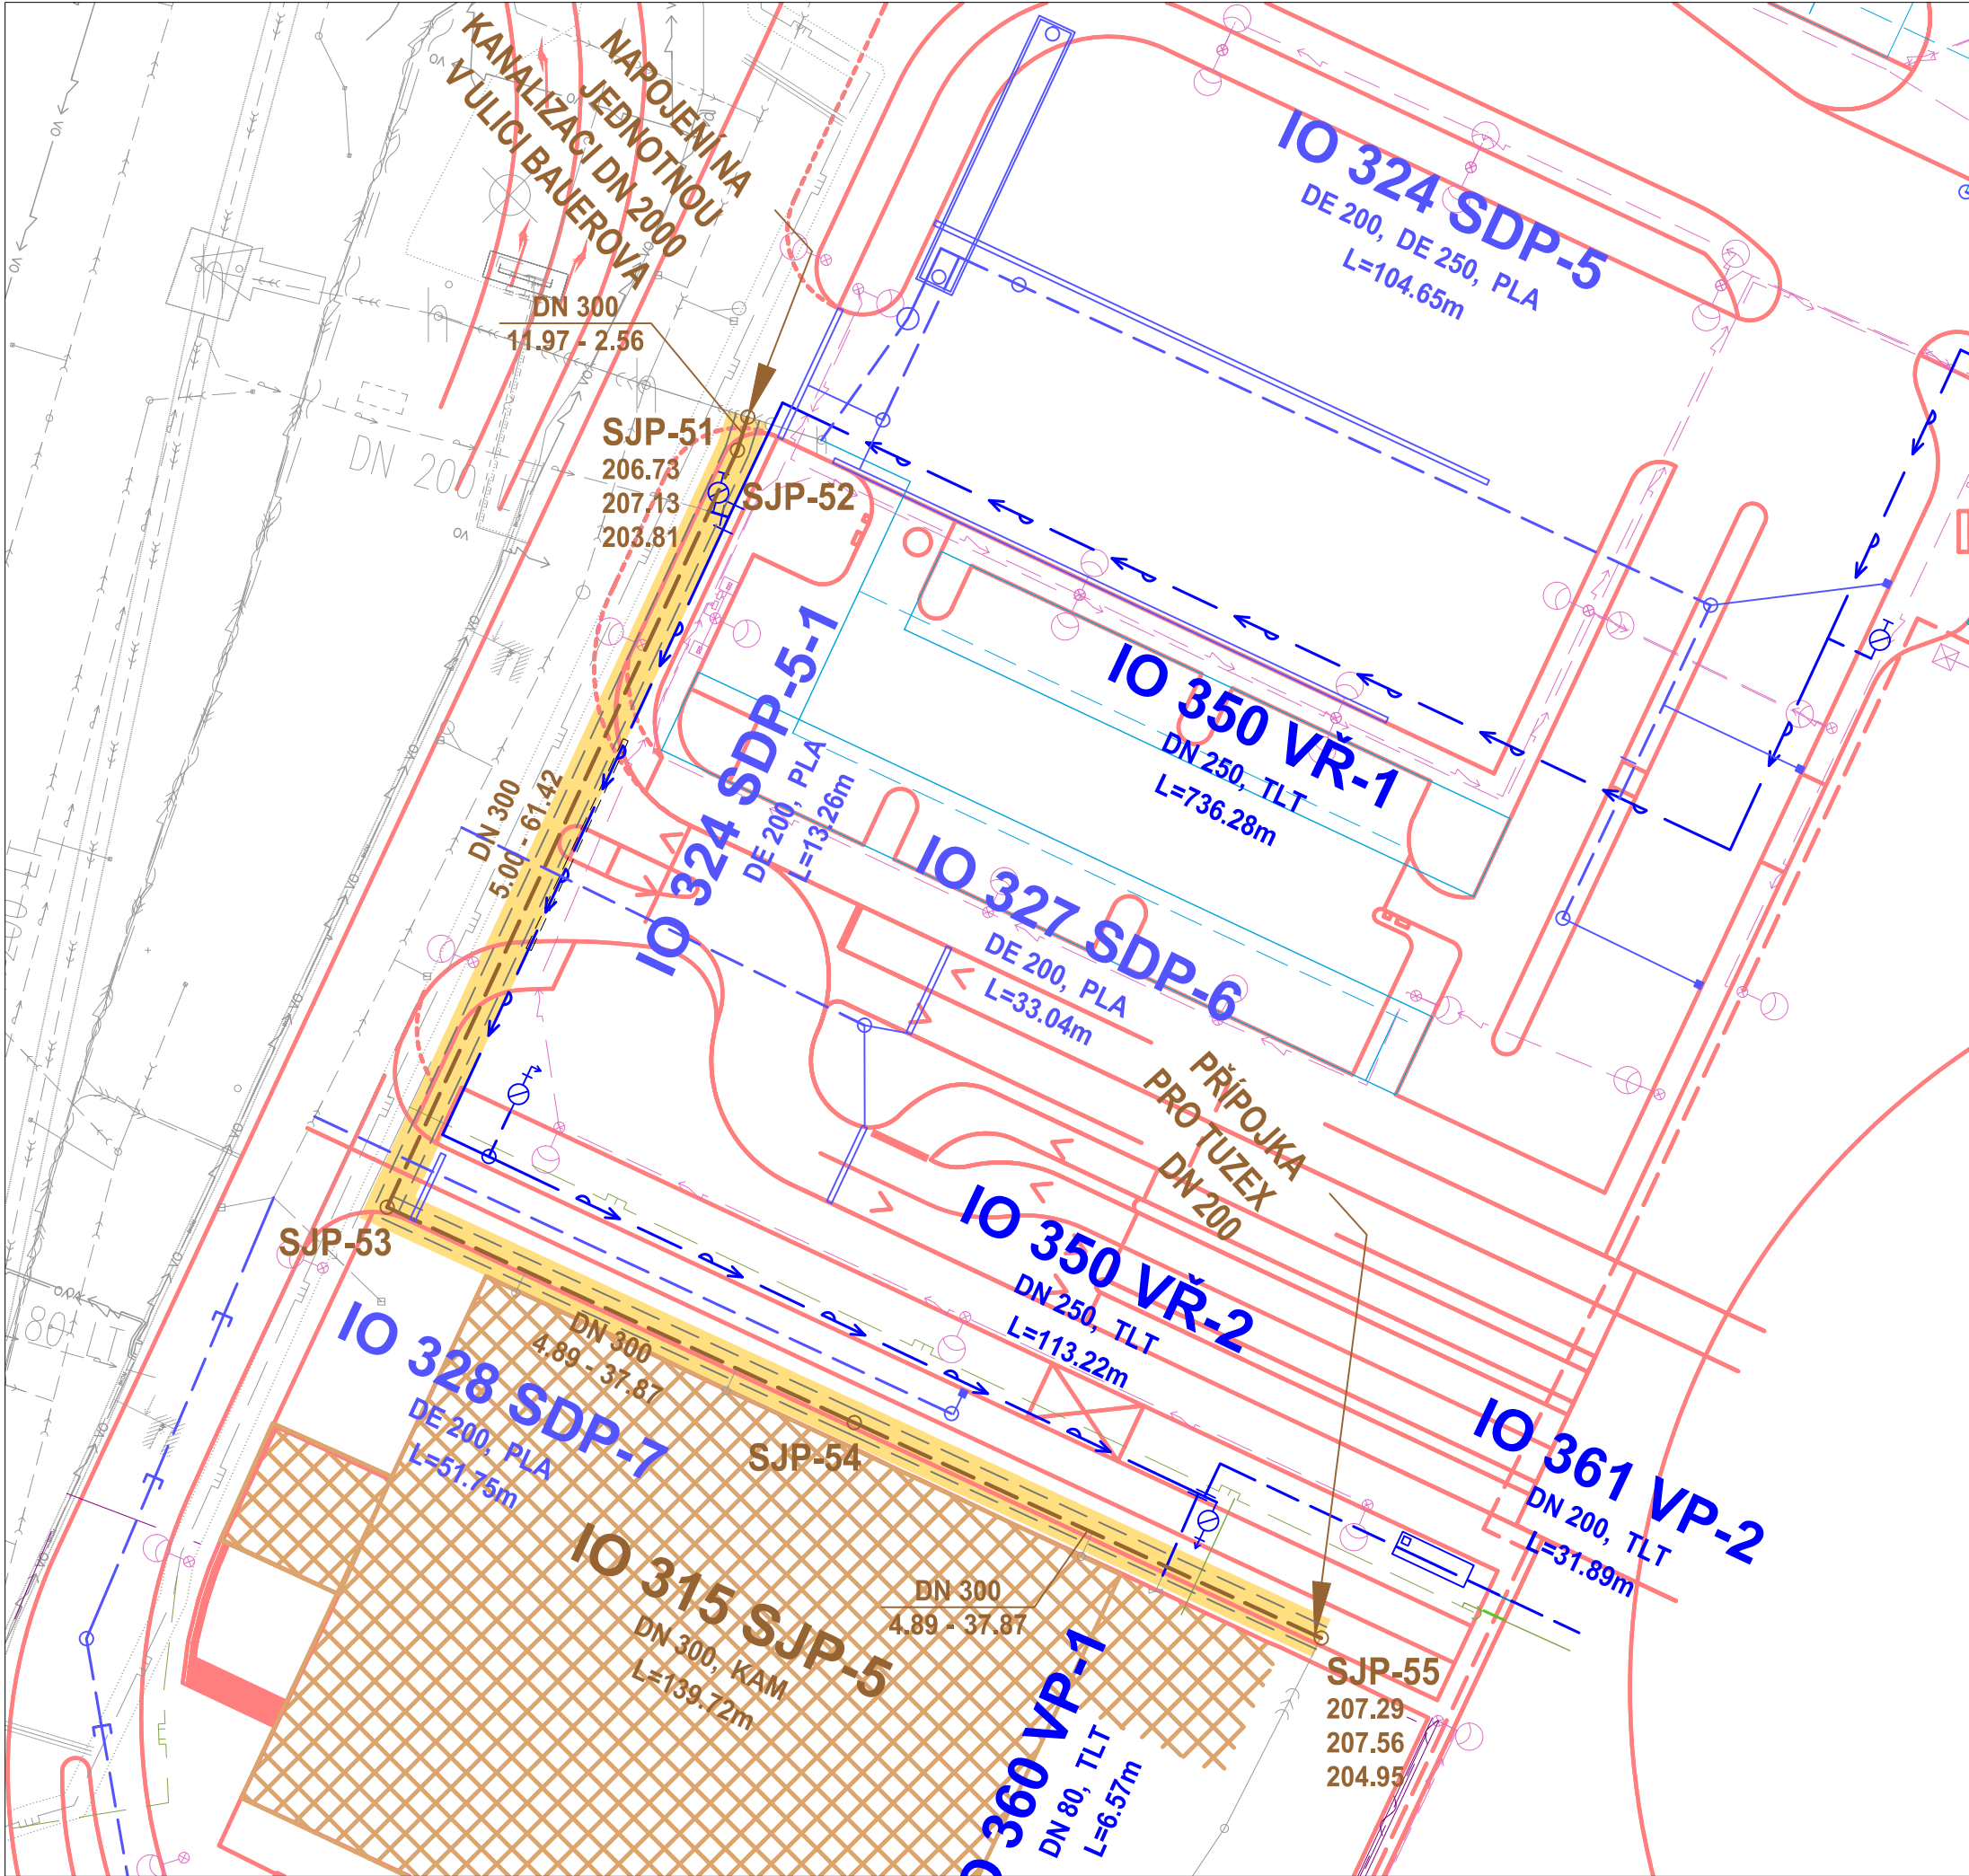 NAPOJENÍ NA
JEDNOTNOU
KANALIZACI DN 2000
V ULICI BAUEROVA
IO 324 SDP-5
DE 200, DE 250, PLA
L=104.65m
DN 300
11.97 - 2.56
SJP-51
206.73
207.13
203.81
SJP-52
DN 200
IO 350 VŘ-1
DN 250, TLT
L=736.28m
IO 324 SDP-5-1
DE 200, PLA
L=13.26m
DN 300
5.00 - 61.42
IO 327 SDP-6
DE 200, PLA
L=33.04m
PŘÍPOJKA
PRO TUZEX
DN 200
IO 350 VŘ-2
DN 250, TLT
L=113.22m
SJP-53
DN 300
4.89 - 37.87
IO 328 SDP-7
DE 200, PLA
L=51.75m
SJP-54
IO 361 VP-2
DN 200, TLT
L=31.89m
IO 315 SJP-5
DN 300, KAM
L=139.72m
DN 300
4.89 - 37.87
SJP-55
207.29
207.56
204.95
O 360 VP-1
DN 80, TLT
L=6.57m